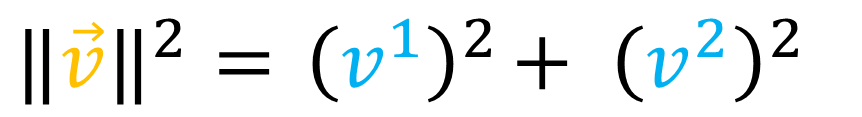 ‖v⃗‖² = (v¹)² + (v²)²